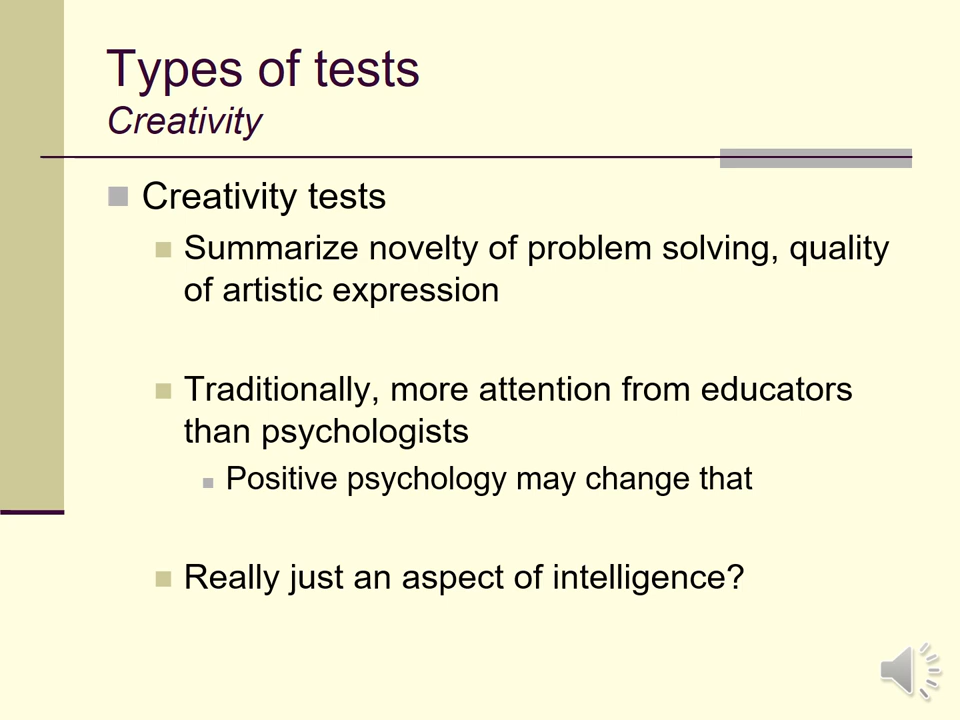 Types of tests
Creativity
Creativity tests
Summarize novelty of problem solving, quality
of artistic expression
Traditionally, more attention from educators
than psychologists
Positive psychology may change that
Really just an aspect of intelligence?